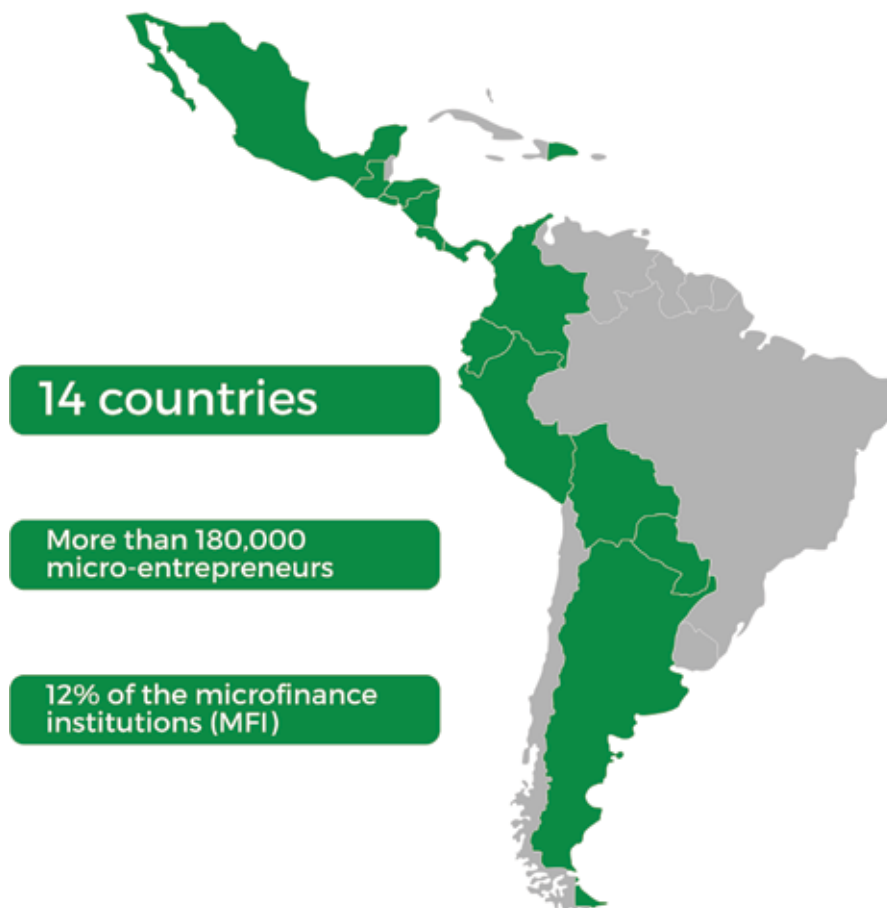 14 countries
More than 180,000
micro-entrepreneurs
12% of the microfinance
institutions (MFI)